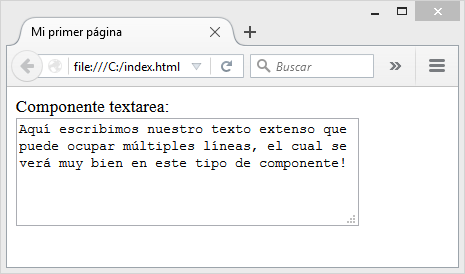 Mi primer página
file:///C:/index.html
Buscar
Componente textarea:
Aquí escribimos nuestro texto extenso que
puede ocupar múltiples líneas, el cual se
verá muy bien en este tipo de componente!